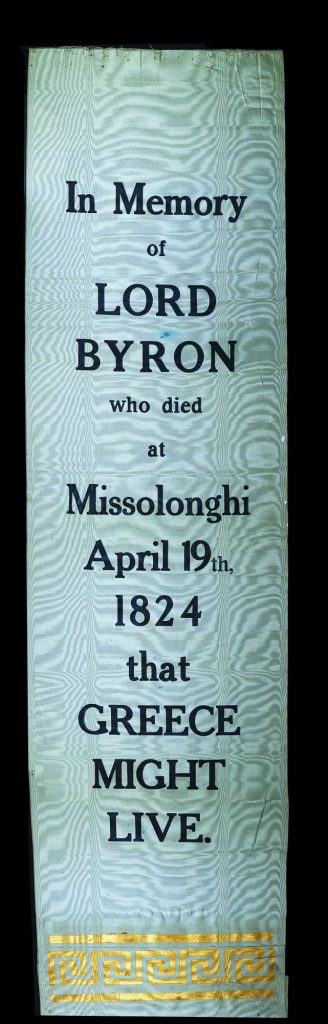 In Memory
of
LORD
BYRON
who died
at
Missolonghi
April 19th,
1824
that
GREECE
MIGHT
LIVE.